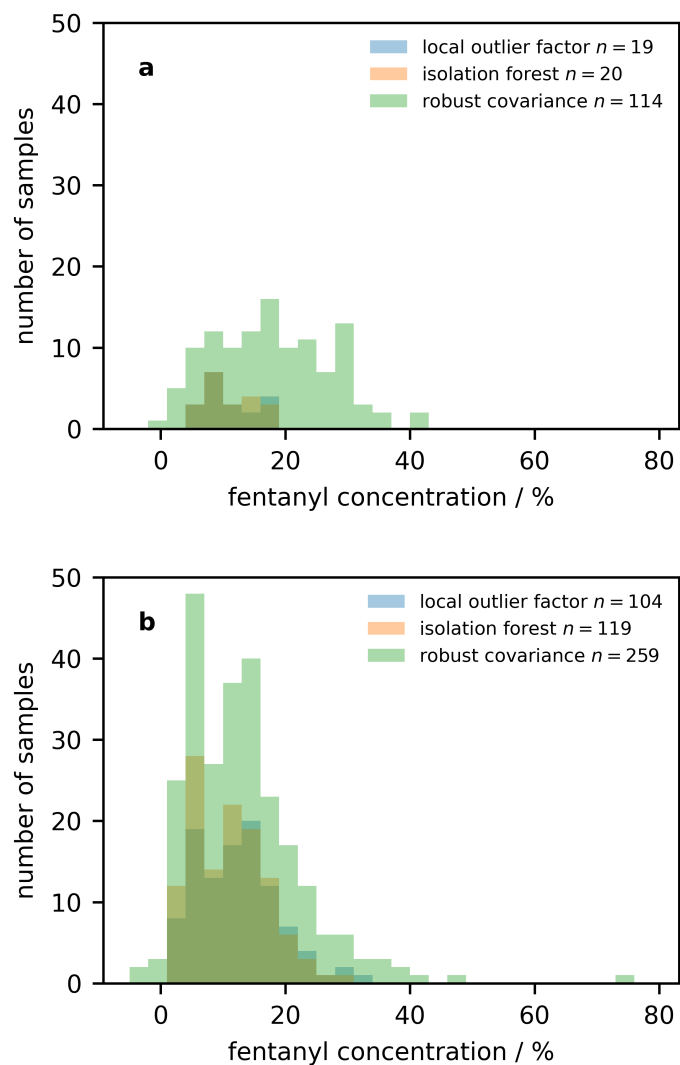 50
local outlier factor n = 19
a
isolation forest n = 20
robust covariance n = 114
40
30
20
10
0
number of samples
0 20 40 60 80
fentanyl concentration / %
50
local outlier factor n = 104
b
isolation forest n = 119
robust covariance n = 259
40
30
20
10
0
number of samples
0 20 40 60 80
fentanyl concentration / %